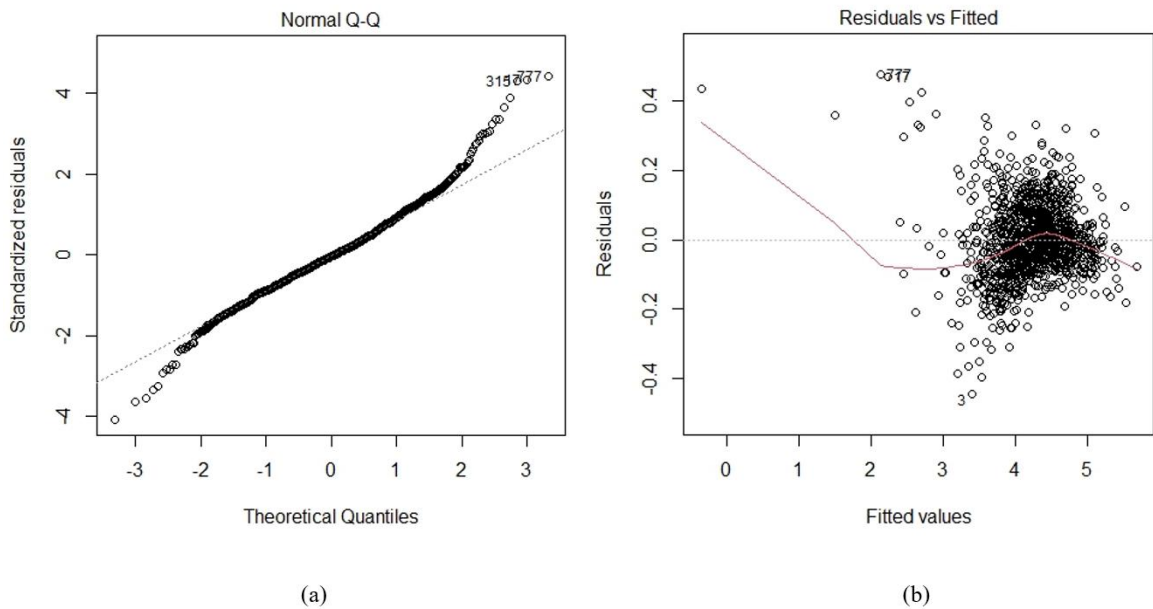 Normal Q-Q
Standardized residuals
4
2
0
-2
-4
777
-3 -2 -1 0 1 2 3
Theoretical Quantiles
(a)
Residuals vs Fitted
Residuals
0.4
0.2
0.0
-0.2
-0.4
777
3
0 1 2 3 4 5
Fitted values
(b)